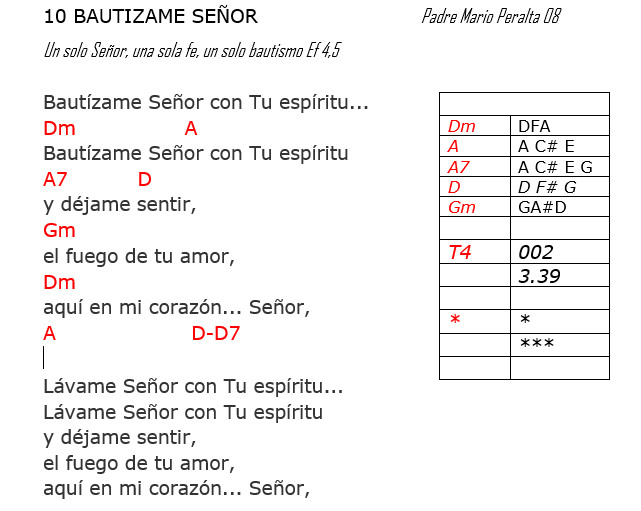 10 BAUTIZAME SEÑOR
Padre Mario Peralta 08
Un solo Señor, una sola fe, un solo bautismo Ef 4,5
Bautízame Señor con Tu espíritu...
Dm A
Bautízame Señor con Tu espíritu
A7 D
y déjame sentir,
Gm
el fuego de tu amor,
Dm
aquí en mi corazón... Señor,
A D-D7
Lávame Señor con Tu espíritu...
Lávame Señor con Tu espíritu
y déjame sentir,
el fuego de tu amor,
aquí en mi corazón... Señor,
Dm DFA
A A C# E
A7 A C# E G
D D F# G
Gm GA#D
T4 002
3.39
* *
***